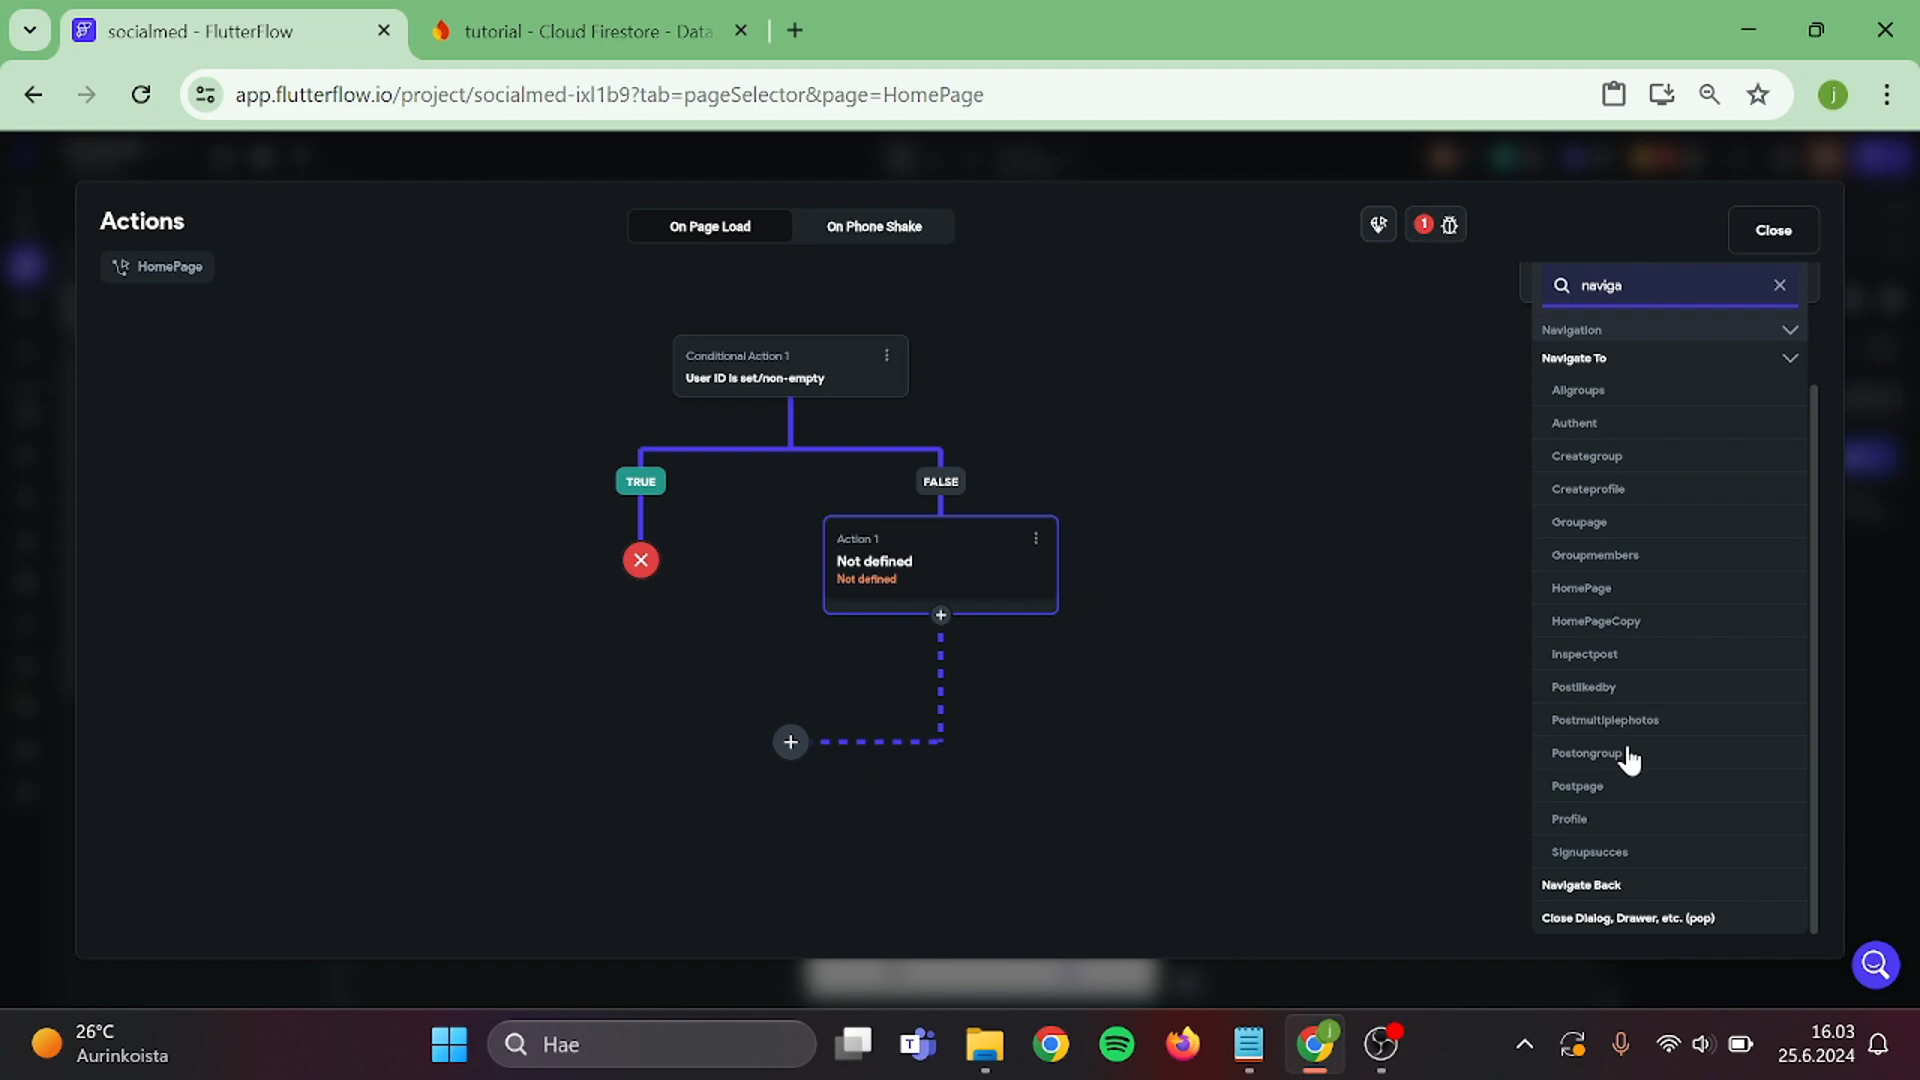 socialmed - FlutterFlow
tutorial - Cloud Firestore - Data
app.flutterflow.io/project/socialmed-ixl1b9?tab=pageSelector&page=HomePage
j
Actions
On Page Load
On Phone Shake
1
Close
HomePage
naviga
Navigation
Navigate To
Allgroups
Authent
Creategroup
Createprofile
Groupage
Groupmembers
HomePage
HomePageCopy
Inspectpost
Postlikedby
Postmultiplephotos
Postongroup
Postpage
Profile
Signupsucces
Navigate Back
Close Dialog, Drawer, etc. (pop)
Conditional Action 1
User ID is set/non-empty
TRUE
FALSE
Action 1
Not defined
Not defined
26°C
Aurinkoista
Hae
16.03
25.6.2024